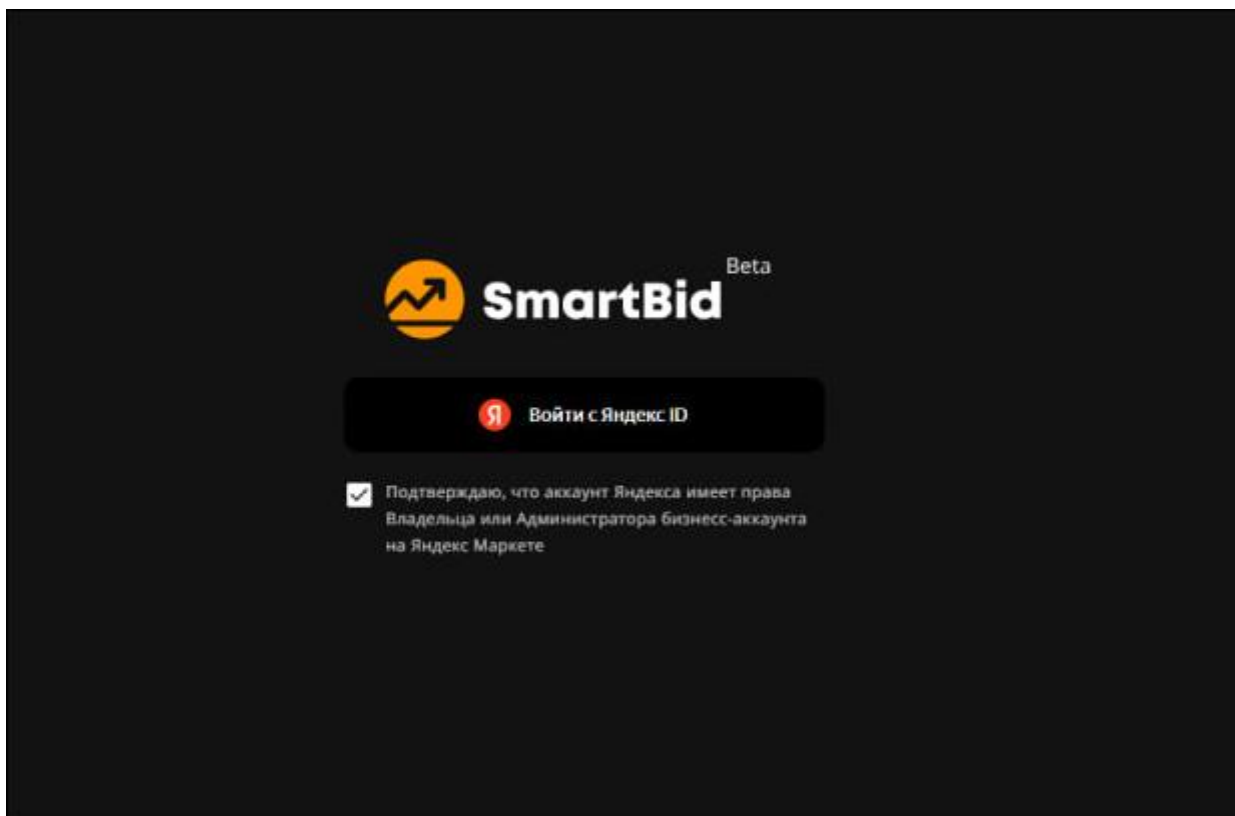 SmartBid Beta
Я Войти с Яндекс ID
Подтверждаю, что аккаунт Яндекса имеет права
Владельца или Администратора бизнесс-аккаунта
на Яндекс Маркете